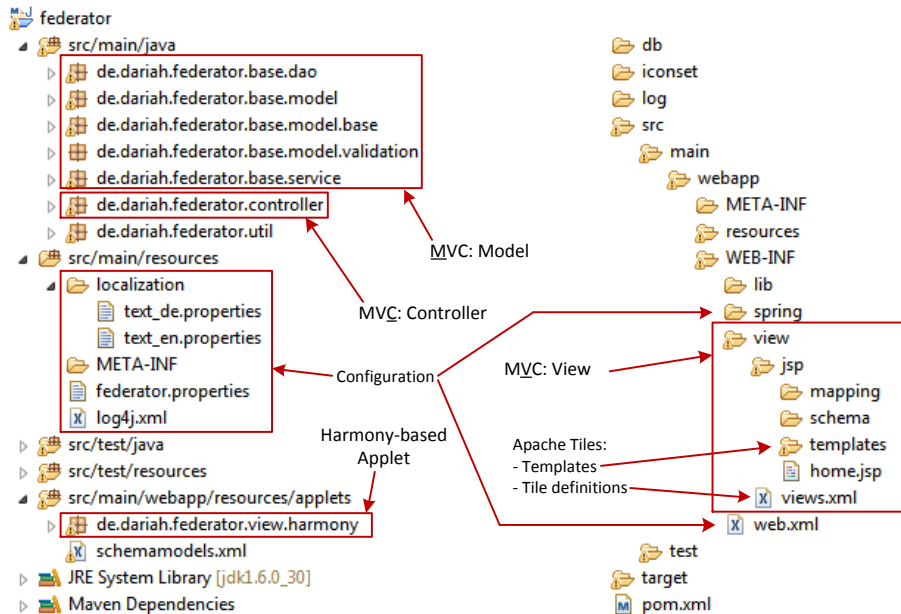 federator
src/main/java
de.dariah.federator.base.dao
de.dariah.federator.base.model
de.dariah.federator.base.model.base
de.dariah.federator.base.model.validation
de.dariah.federator.base.service
de.dariah.federator.controller
de.dariah.federator.util
src/main/resources
localization
text_de.properties
text_en.properties
META-INF
federator.properties
log4j.xml
src/test/java
src/test/resources
src/main/webapp/resources/applets
de.dariah.federator.view.harmony
schemamodels.xml
JRE System Library [jdk1.6.0_30]
Maven Dependencies
MVC: Model
MVC: Controller
Configuration
Harmony-based
Applet
MVC: View
Apache Tiles:
- Templates
- Tile definitions
db
iconset
log
src
main
webapp
META-INF
resources
WEB-INF
lib
spring
view
jsp
mapping
schema
templates
home.jsp
views.xml
web.xml
test
target
pom.xml